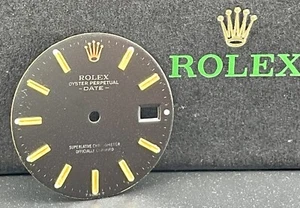 ROLEX
OYSTER PERPETUAL
-DATE-
SUPERLATIVE CHRONOMETER
OFFICIALLY CERTIFIED
ROLEX